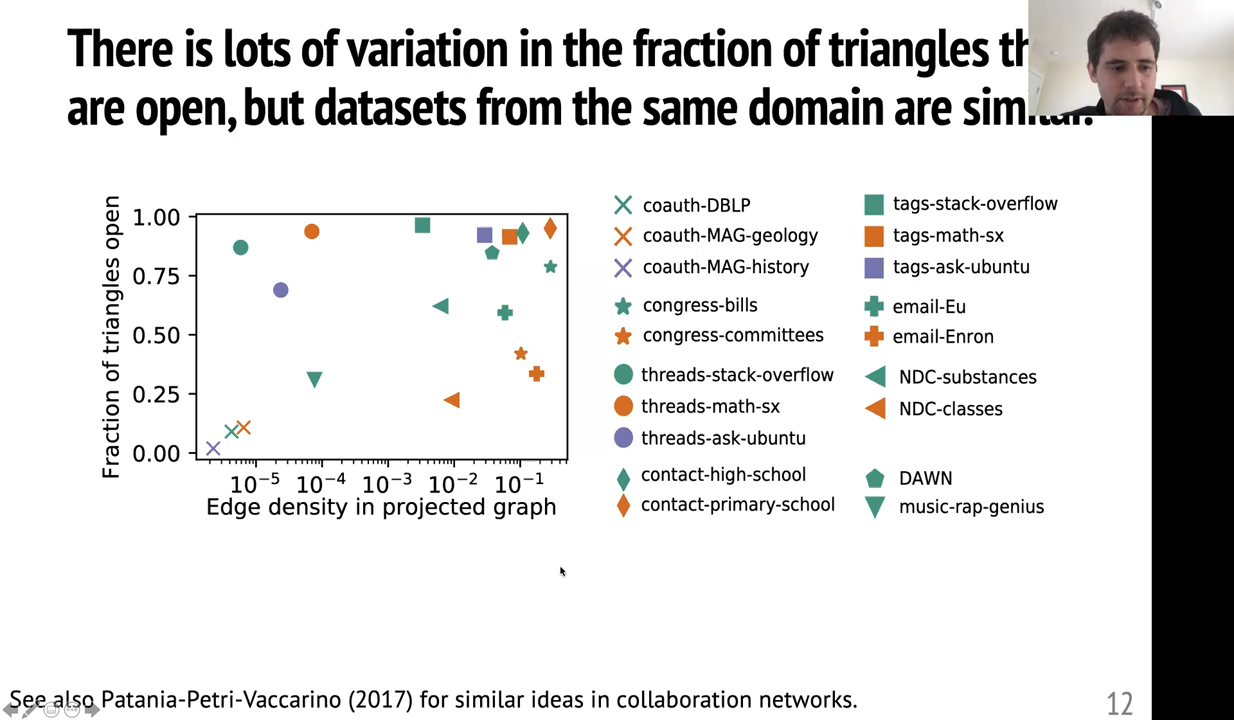 There is lots of variation in the fraction of triangles
are open, but datasets from the same domain are similar.
Fraction of triangles open
1.00
0.75
0.50
0.25
0.00
10⁻⁵ 10⁻⁴ 10⁻³ 10⁻² 10⁻¹
Edge density in projected graph
coauth-DBLP
coauth-MAG-geology
coauth-MAG-history
congress-bills
congress-committees
threads-stack-overflow
threads-math-sx
threads-ask-ubuntu
contact-high-school
contact-primary-school
tags-stack-overflow
tags-math-sx
tags-ask-ubuntu
email-Eu
email-Enron
NDC-substances
NDC-classes
DAWN
music-rap-genius
See also Patania-Petri-Vaccarino (2017) for similar ideas in collaboration networks.
12